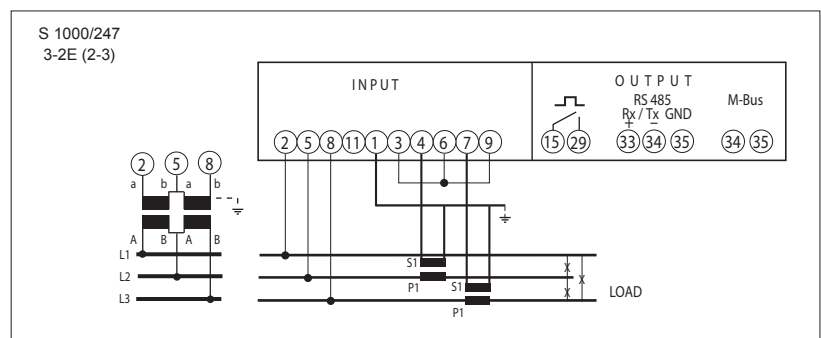 S 1000/247
3-2E (2-3)
INPUT
OUTPUT
RS 485
Rx / Tx GND
+ −
M-Bus
2 5 8 11 1 3 4 6 7 9
15 29 33 34 35 34 35
2 5 8
a b a b
A B A B
L1
L2
L3
S1
P1
S1
P1
X
X
X
LOAD